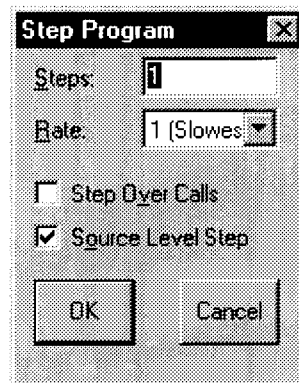 Step Program
Steps: 1
Rate: 1 (Slowes
Step Over Calls
Source Level Step
OK Cancel